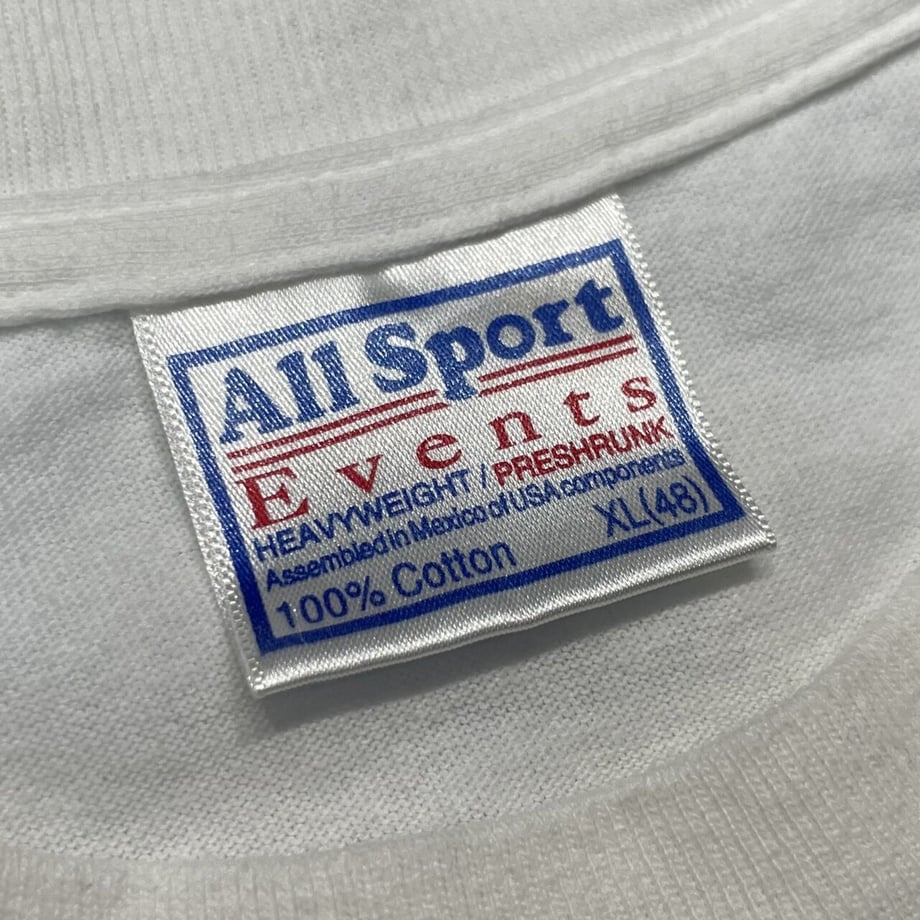 All Sport
Events
HEAVYWEIGHT / PRESHRUNK
Assembled in Mexico of USA components
100% Cotton XL(48)